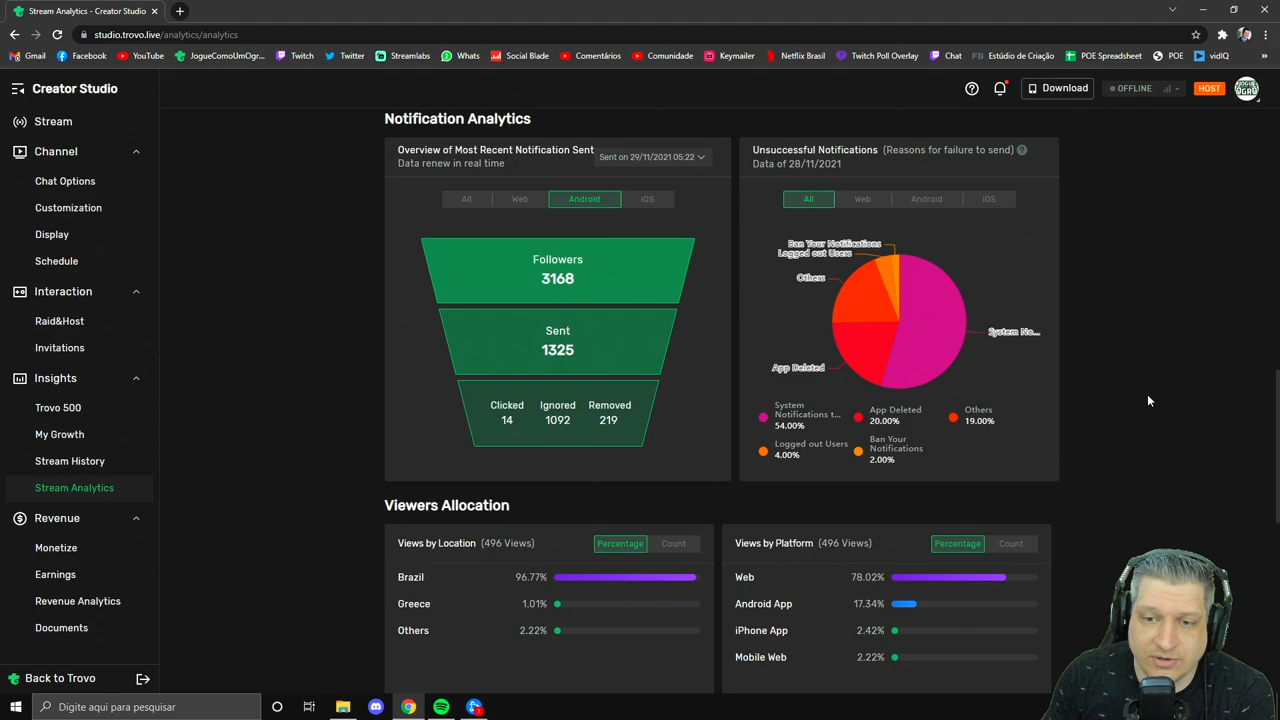 Stream Analytics - Creator Studio
studio.trovo.live/analytics/analytics
Gmail
Facebook
YouTube
JogueComoUmOgr...
Twitch
Twitter
Streamlabs
Whats
Social Blade
Comentários
Comunidade
Keymailer
Netflix Brasil
Twitch Poll Overlay
Chat
Estúdio de Criação
POE Spreadsheet
POE
vidIQ
Creator Studio
Download
OFFLINE
HOST
Stream
Channel
Chat Options
Customization
Display
Schedule
Interaction
Raid&Host
Invitations
Insights
Trovo 500
My Growth
Stream History
Stream Analytics
Revenue
Monetize
Earnings
Revenue Analytics
Documents
Back to Trovo
Notification Analytics
Overview of Most Recent Notification Sent
Data renew in real time
Sent on 29/11/2021 05:22
All Web Android iOS
Followers
3168
Sent
1325
Clicked Ignored Removed
14 1092 219
Unsuccessful Notifications (Reasons for failure to send)
Data of 28/11/2021
All Web Android iOS
Ban Your Notifications
Logged out Users
Others
System No...
App Deleted
System
Notifications t...
54.00%
App Deleted
20.00%
Others
19.00%
Logged out Users
4.00%
Ban Your
Notifications
2.00%
Viewers Allocation
Views by Location (496 Views)
Percentage Count
Brazil 96.77%
Greece 1.01%
Others 2.22%
Views by Platform (496 Views)
Percentage Count
Web 78.02%
Android App 17.34%
iPhone App 2.42%
Mobile Web 2.22%
Digite aqui para pesquisar